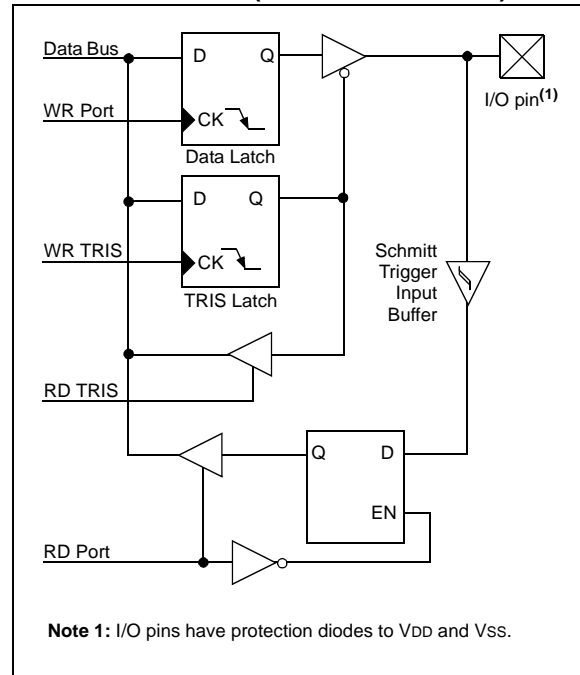 Data Bus
D Q
I/O pin(1)
WR Port
CK
Data Latch
D Q
WR TRIS
CK
TRIS Latch
Schmitt
Trigger
Input
Buffer
RD TRIS
Q D
EN
RD Port
Note 1: I/O pins have protection diodes to VDD and VSS.